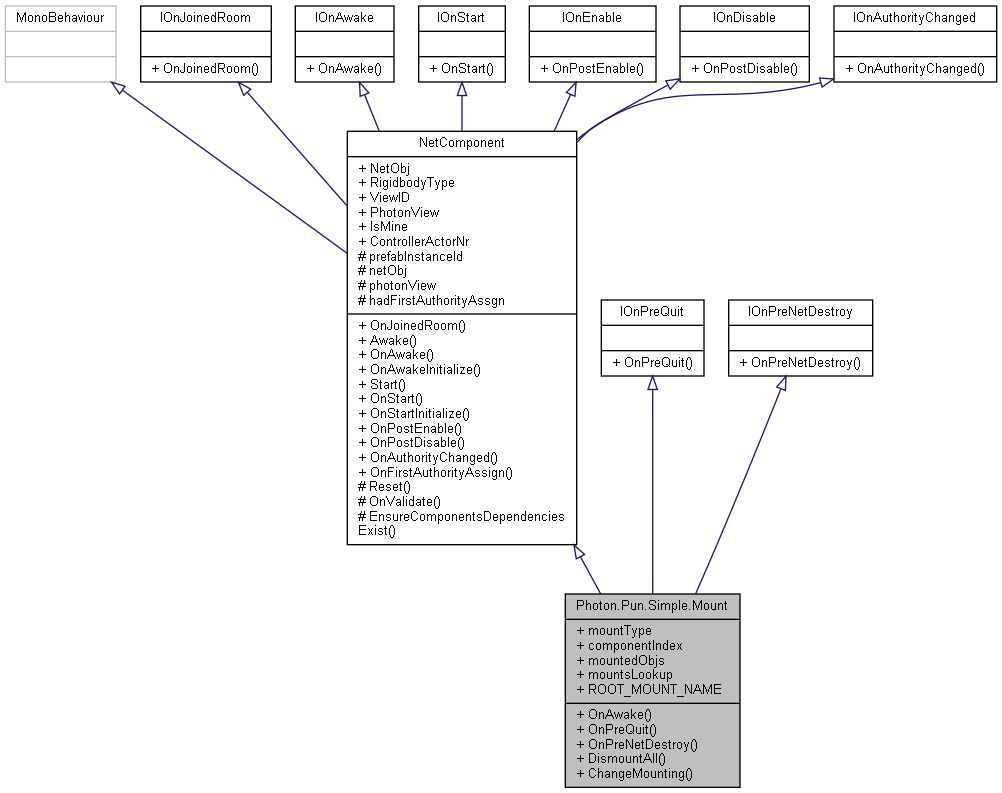 MonoBehaviour
IOnJoinedRoom
+ OnJoinedRoom()
IOnAwake
+ OnAwake()
IOnStart
+ OnStart()
IOnEnable
+ OnPostEnable()
IOnDisable
+ OnPostDisable()
IOnAuthorityChanged
+ OnAuthorityChanged()
NetComponent
+ NetObj
+ RigidbodyType
+ ViewID
+ PhotonView
+ IsMine
+ ControllerActorNr
# prefabInstanceId
# netObj
# photonView
# hadFirstAuthorityAssgn
+ OnJoinedRoom()
+ Awake()
+ OnAwake()
+ OnAwakeInitialize()
+ Start()
+ OnStart()
+ OnStartInitialize()
+ OnPostEnable()
+ OnPostDisable()
+ OnAuthorityChanged()
+ OnFirstAuthorityAssign()
# Reset()
# OnValidate()
# EnsureComponentsDependencies
Exist()
IOnPreQuit
+ OnPreQuit()
IOnPreNetDestroy
+ OnPreNetDestroy()
Photon.Pun.Simple.Mount
+ mountType
+ componentIndex
+ mountedObjs
+ mountsLookup
+ ROOT_MOUNT_NAME
+ OnAwake()
+ OnPreQuit()
+ OnPreNetDestroy()
+ DismountAll()
+ ChangeMounting()